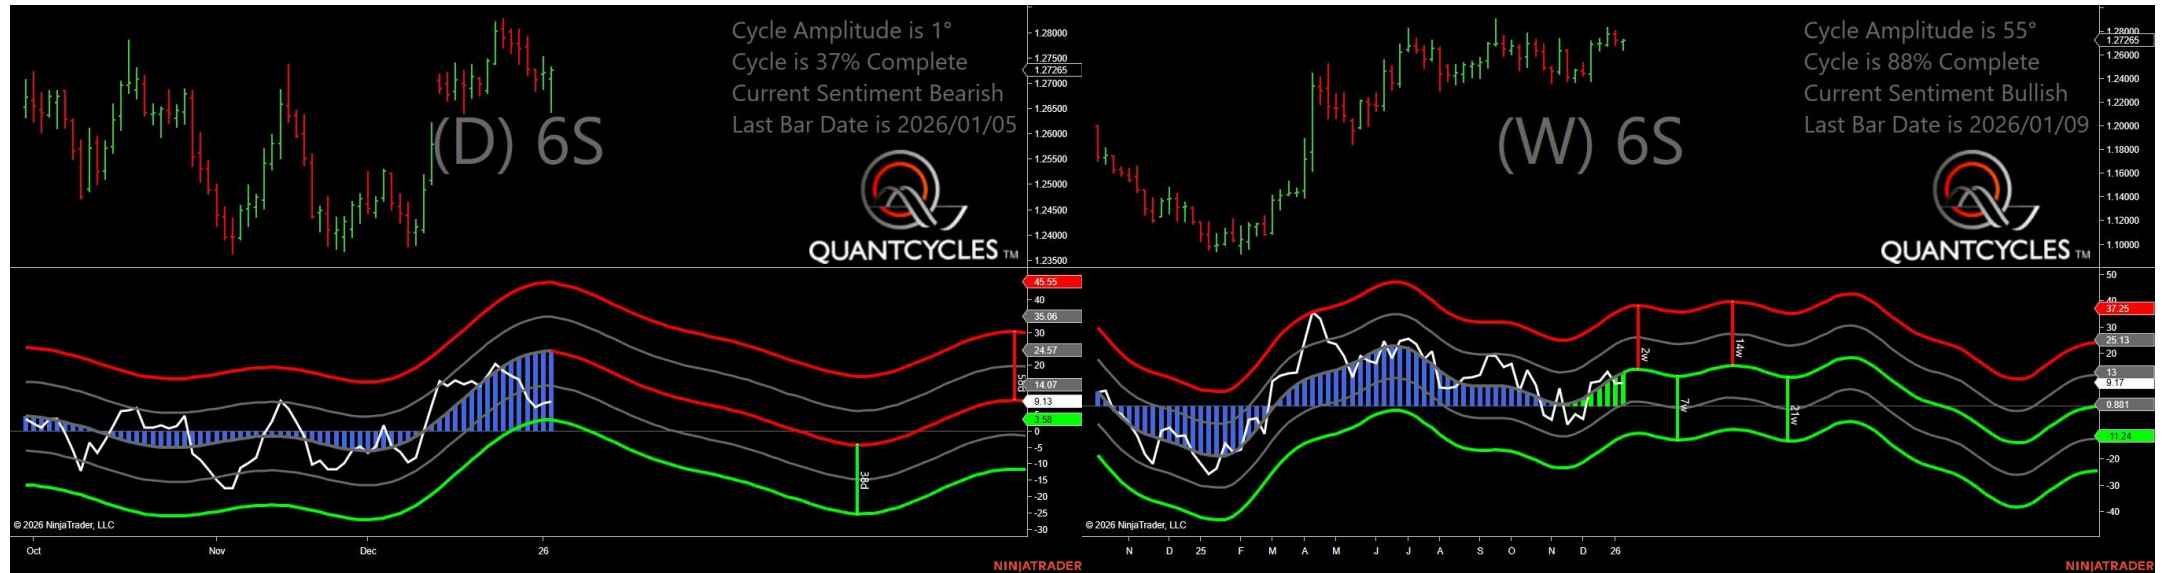 Cycle Amplitude is 1°
Cycle is 37% Complete
Current Sentiment Bearish
Last Bar Date is 2026/01/05
(D) 6S
QUANTCYCLES TM
1.28000
1.27500
1.27265
1.27000
1.26500
1.26000
1.25500
1.25000
1.24500
1.24000
1.23500
45.55
40
35.06
30
24.57
20
14.07
9.13
3.58
0
-5
-10
-15
-20
-25
-30
38d
58d
© 2026 NinjaTrader, LLC
Oct Nov Dec 26
NINJATRADER
Cycle Amplitude is 55°
Cycle is 88% Complete
Current Sentiment Bullish
Last Bar Date is 2026/01/09
(W) 6S
QUANTCYCLES TM
1.28000
1.27265
1.26000
1.24000
1.22000
1.20000
1.18000
1.16000
1.14000
1.12000
1.10000
50
40
37.25
30
25.13
20
13
9.17
0.881
-11.24
-20
-30
-40
2w
14w
7w
21w
© 2026 NinjaTrader, LLC
N D 25 F M A M J J A S O N D 26
NINJATRADER